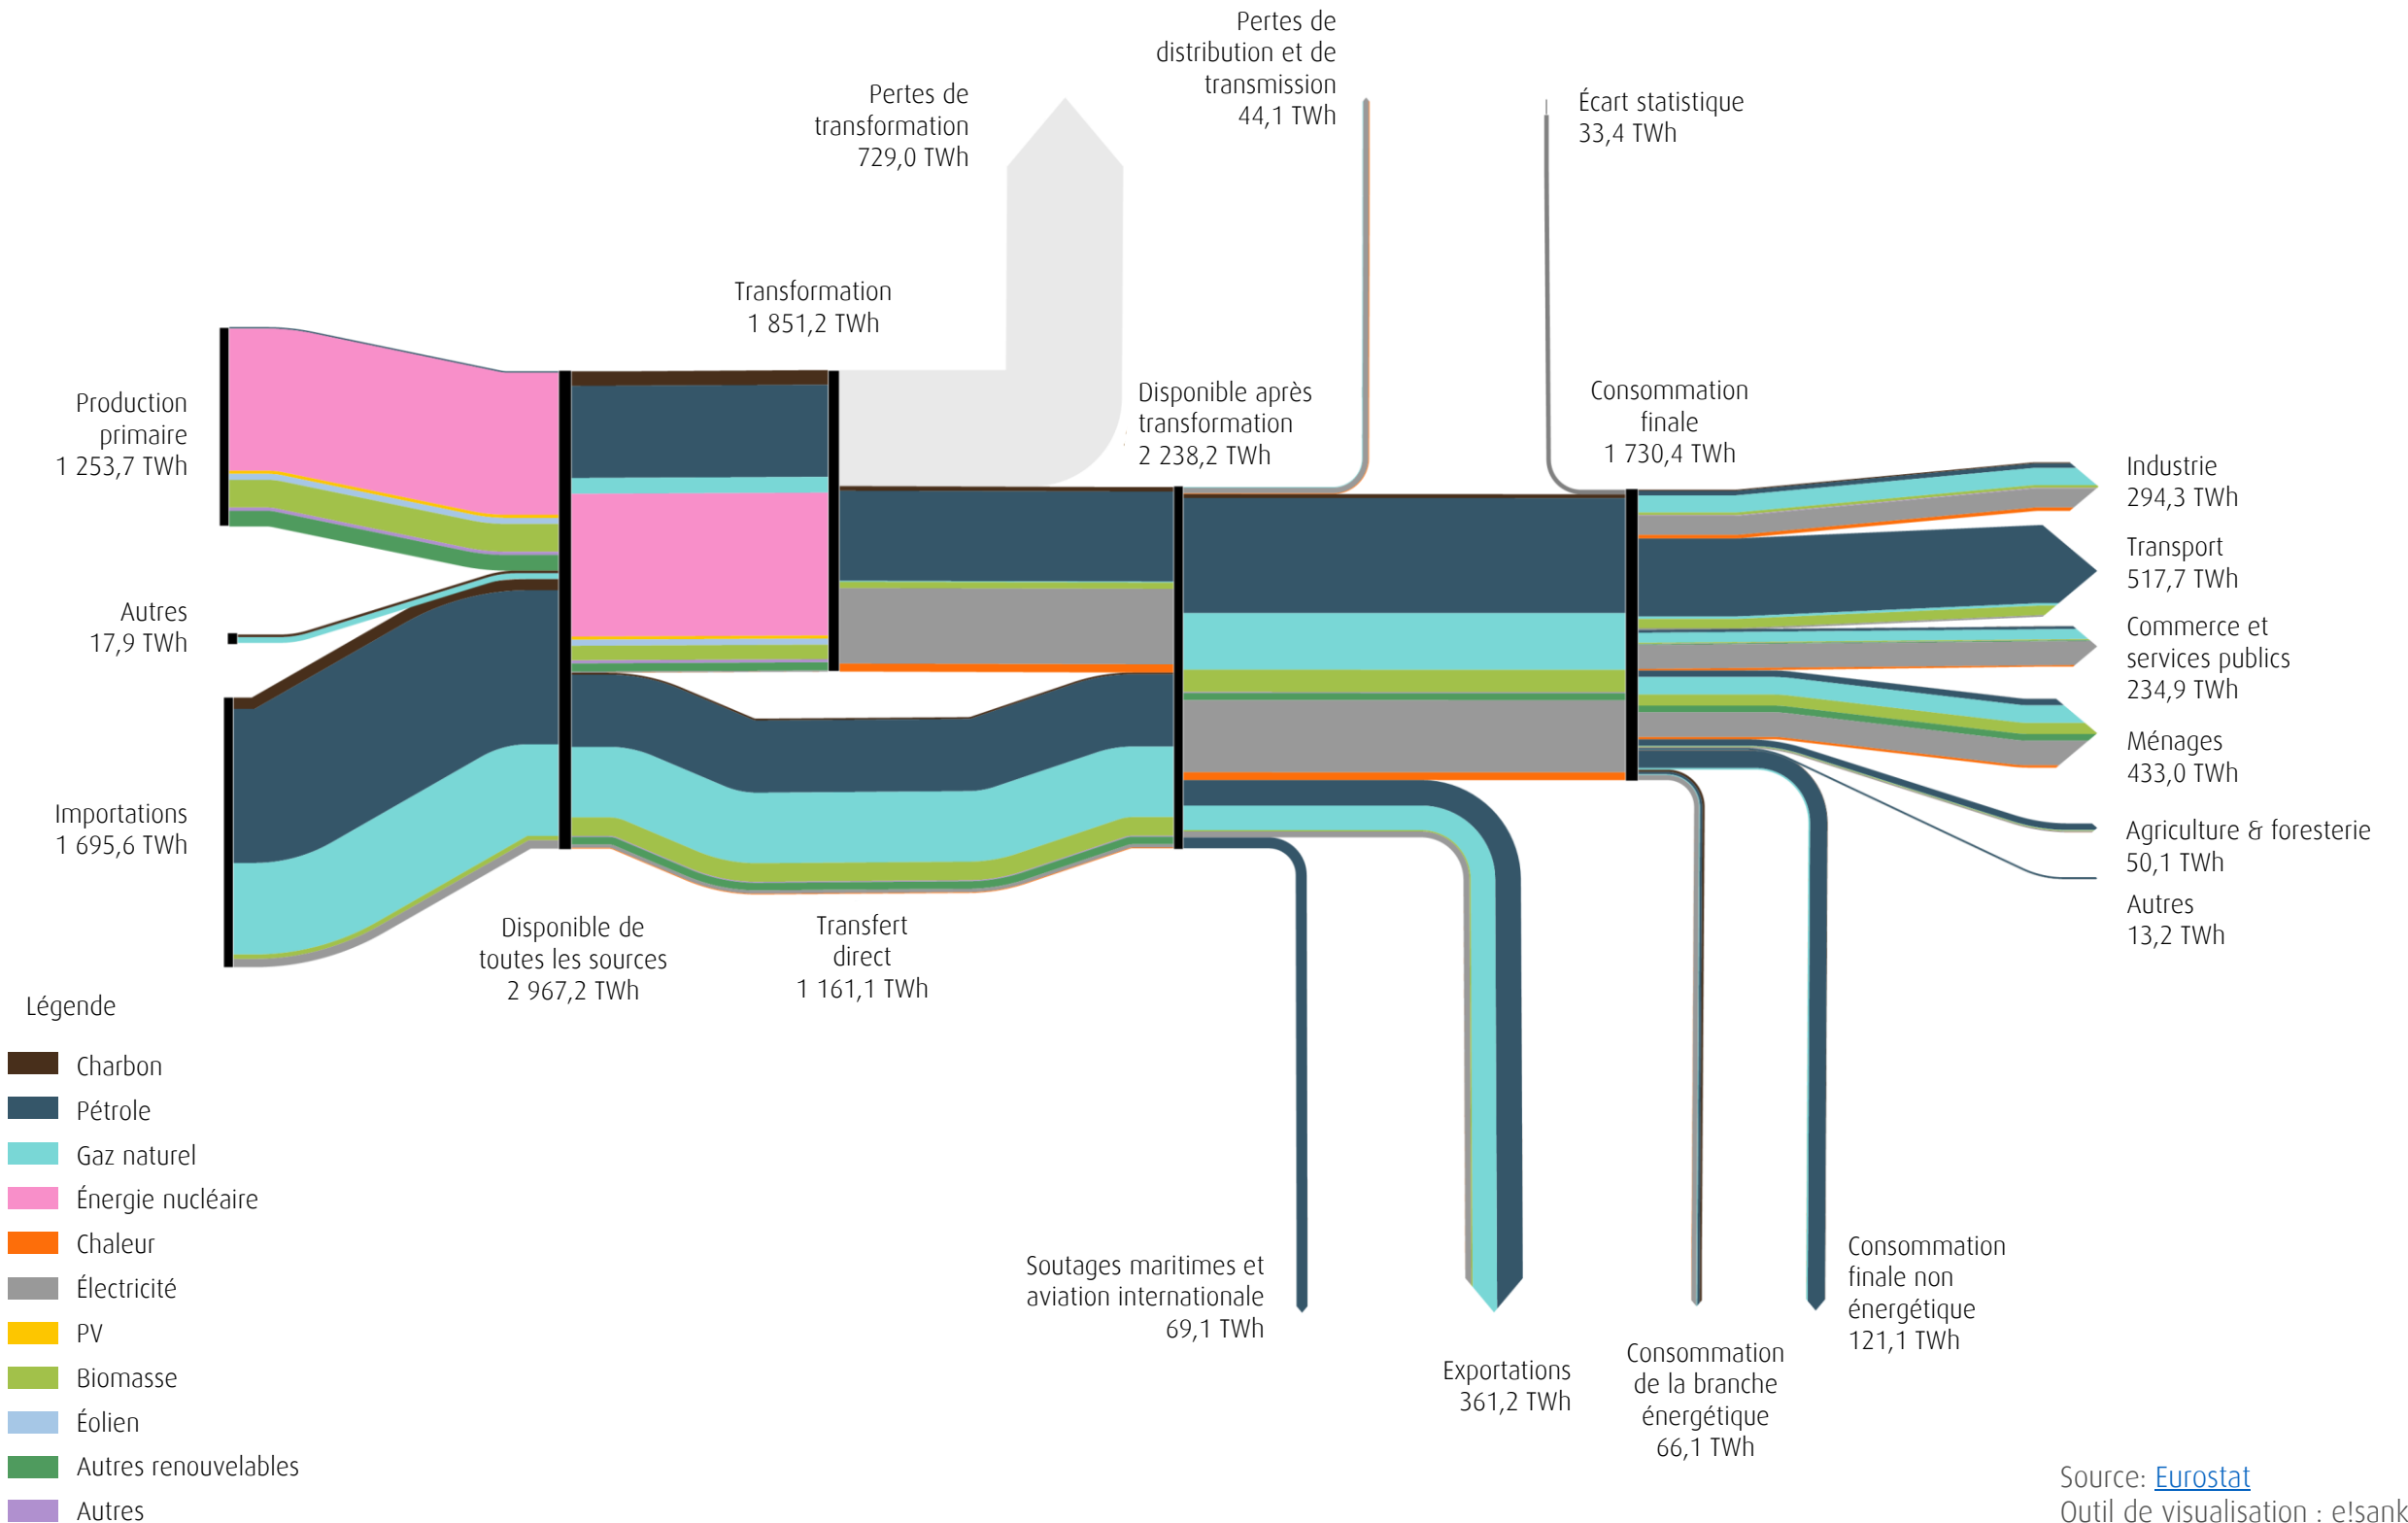 Pertes de
distribution et de
transmission
44,1 TWh
Pertes de
transformation
729,0 TWh
Écart statistique
33,4 TWh
Transformation
1 851,2 TWh
Disponible après
transformation
2 238,2 TWh
Consommation
finale
1 730,4 TWh
Production
primaire
1 253,7 TWh
Autres
17,9 TWh
Importations
1 695,6 TWh
Disponible de
toutes les sources
2 967,2 TWh
Transfert
direct
1 161,1 TWh
Industrie
294,3 TWh
Transport
517,7 TWh
Commerce et
services publics
234,9 TWh
Ménages
433,0 TWh
Agriculture & foresterie
50,1 TWh
Autres
13,2 TWh
Légende
Charbon
Pétrole
Gaz naturel
Énergie nucléaire
Chaleur
Électricité
PV
Biomasse
Éolien
Autres renouvelables
Autres
Soutages maritimes et
aviation internationale
69,1 TWh
Exportations
361,2 TWh
Consommation
de la branche
énergétique
66,1 TWh
Consommation
finale non
énergétique
121,1 TWh
Source: Eurostat
Outil de visualisation : e!sank